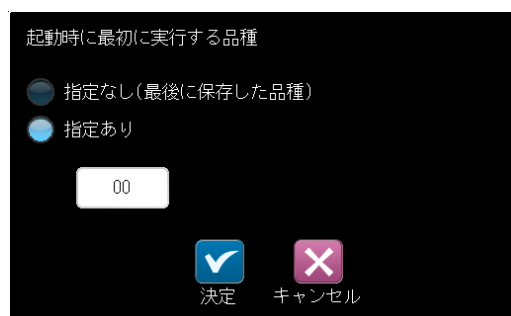 起動時に最初に実行する品種
指定なし(最後に保存した品種)
指定あり
00
決定 キャンセル